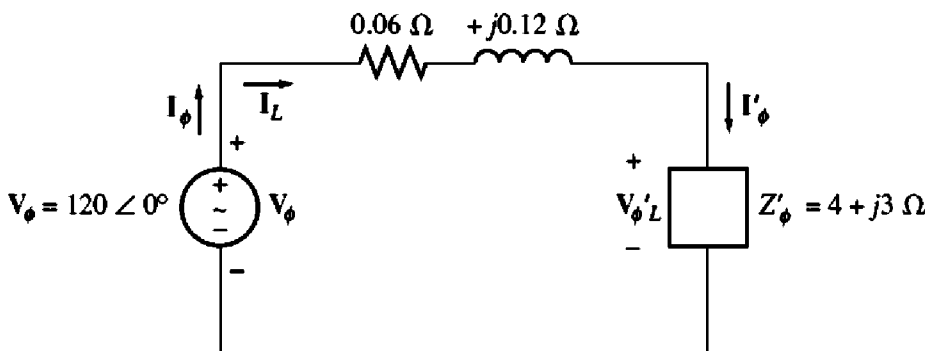 0.06 Ω + j0.12 Ω
I_ϕ I_L I'_ϕ
+ +
V_ϕ = 120 ∠ 0° + ~ − V_ϕ V_ϕ'_L Z'_ϕ = 4 + j3 Ω
− −